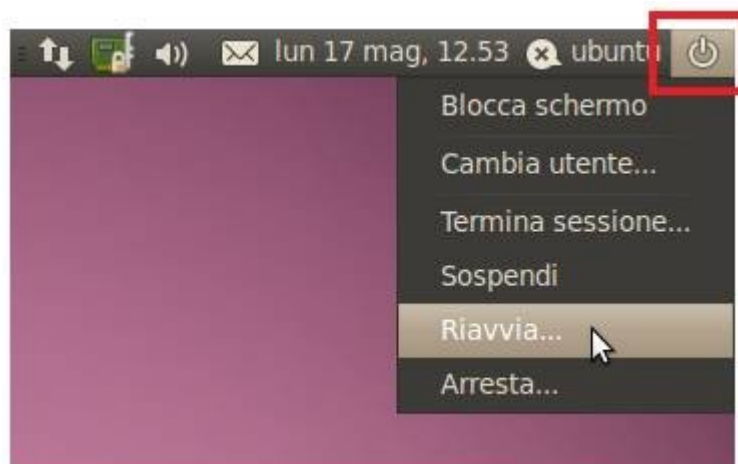 lun 17 mag, 12.53 ubuntu
Blocca schermo
Cambia utente...
Termina sessione...
Sospendi
Riavvia...
Arresta...